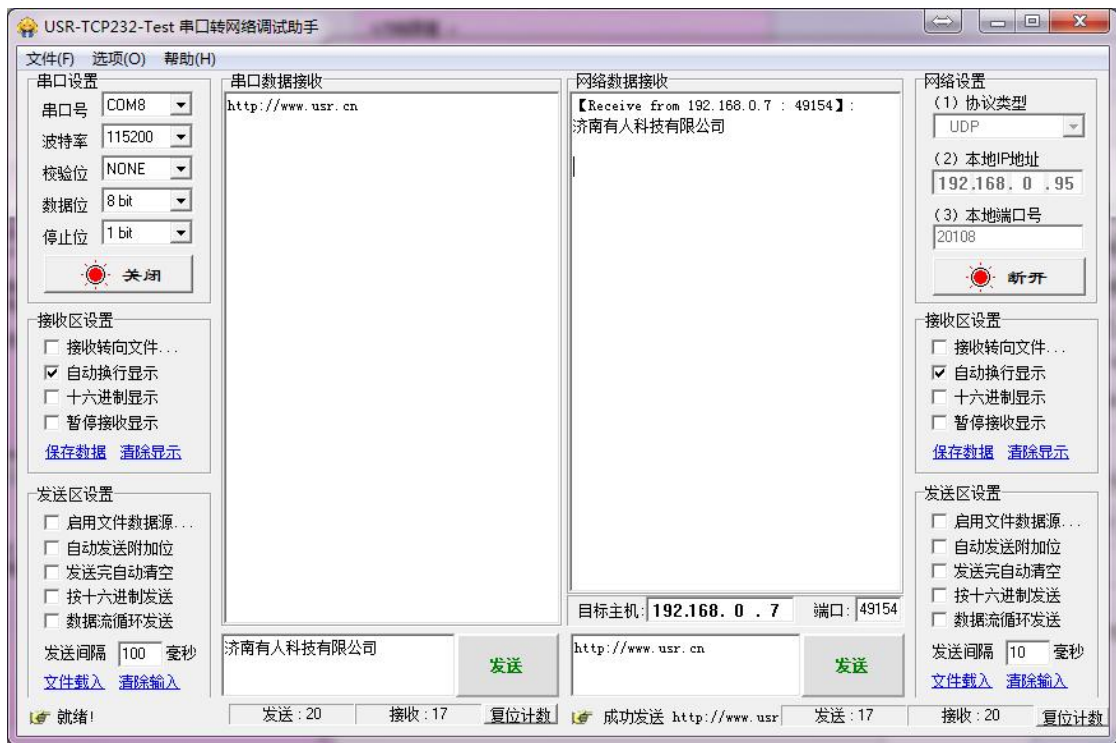 USR-TCP232-Test 串口转网络调试助手
文件(F) 选项(O) 帮助(H)
串口设置
串口号 COM8
波特率 115200
校验位 NONE
数据位 8 bit
停止位 1 bit
关闭
接收区设置
接收转向文件...
自动换行显示
十六进制显示
暂停接收显示
保存数据 清除显示
发送区设置
启用文件数据源...
自动发送附加位
发送完自动清空
按十六进制发送
数据流循环发送
发送间隔 100 毫秒
文件载入 清除输入
串口数据接收
http://www.usr.cn
济南有人科技有限公司
发送
网络数据接收
【Receive from 192.168.0.7 : 49154】:
济南有人科技有限公司
目标主机: 192.168. 0 . 7 端口: 49154
http://www.usr.cn
发送
网络设置
(1) 协议类型
UDP
(2) 本地IP地址
192.168. 0 .95
(3) 本地端口号
20108
断开
接收区设置
接收转向文件...
自动换行显示
十六进制显示
暂停接收显示
保存数据 清除显示
发送区设置
启用文件数据源...
自动发送附加位
发送完自动清空
按十六进制发送
数据流循环发送
发送间隔 10 毫秒
文件载入 清除输入
就绪! 发送:20 接收:17 复位计数 成功发送 http://www.usr 发送:17 接收:20 复位计数